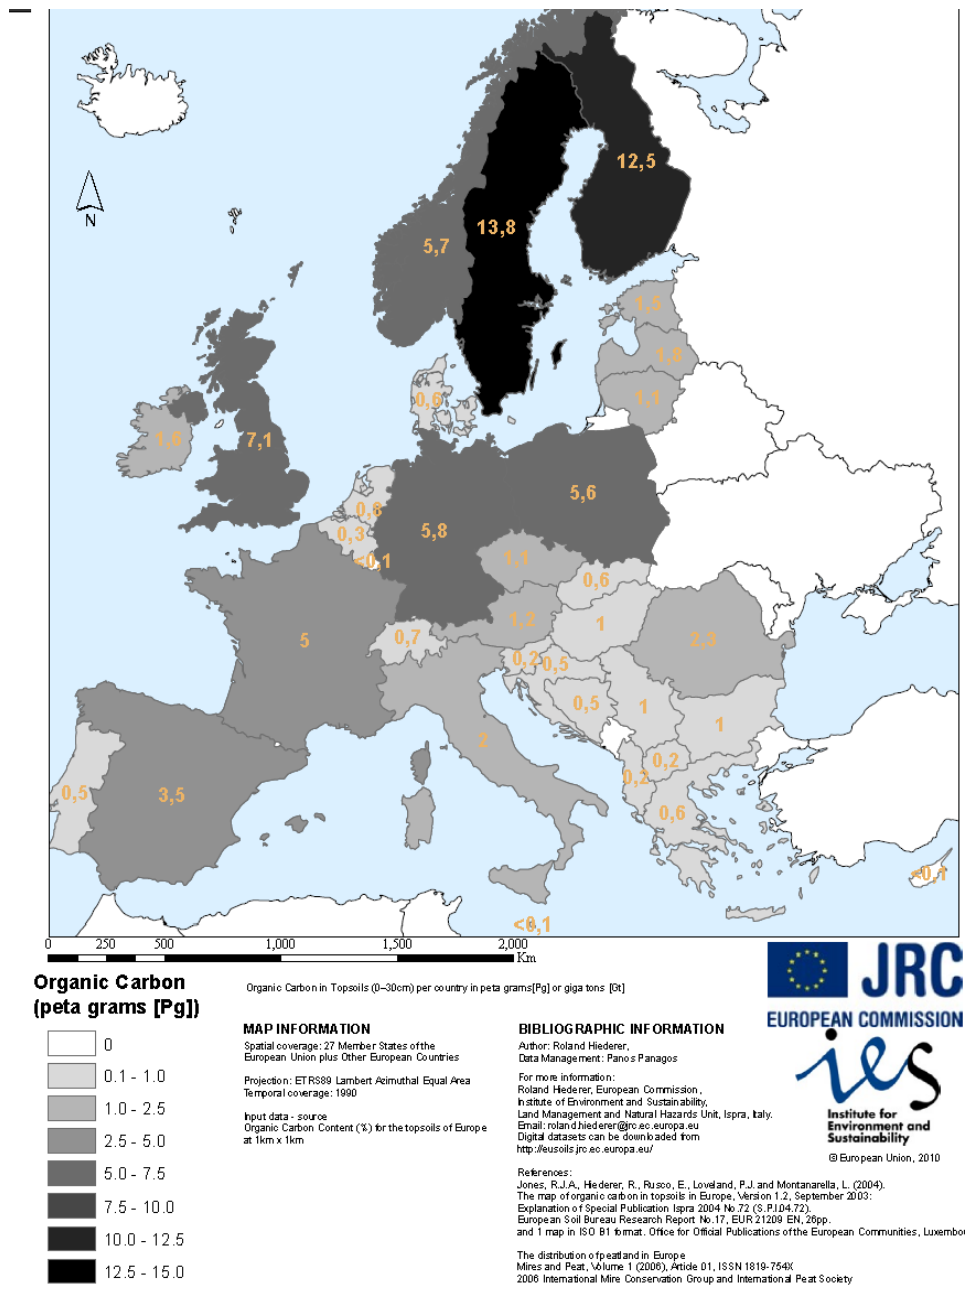 12,5
13,8
5,7
N
1,5
1,8
1,1
0,6
1,6
7,1
5,6
0,8
0,3
5,8
<0,1
1,1
0,6
1,2
1
5
0,7
2,3
0,2
0,5
0,5
1
1
2
0,2
0,2
0,5
3,5
0,6
<0,1
<0,1
0 250 500 1,000 1,500 2,000
Km
Organic Carbon
(peta grams [Pg])
0
0.1 - 1.0
1.0 - 2.5
2.5 - 5.0
5.0 - 7.5
7.5 - 10.0
10.0 - 12.5
12.5 - 15.0
Organic Carbon in Topsoils (0–30cm) per country in peta grams[Pg] or giga tons [Gt]
MAP INFORMATION
Spatial coverage: 27 Member States of the
European Union plus Other European Countries
Projection: ETRS89 Lambert Azimuthal Equal Area
Temporal coverage: 1990
Input data - source
Organic Carbon Content (%) for the topsoils of Europe
at 1km x 1km
BIBLIOGRAPHIC INFORMATION
Author: Roland Hiederer,
Data Management: Panos Panagos
For more information:
Roland Hiederer, European Commission,
Institute of Environment and Sustainability,
Land Management and Natural Hazards Unit, Ispra, Italy.
Email: roland.hiederer@jrc.ec.europa.eu
Digital datasets can be downloaded from
http://eusoils.jrc.ec.europa.eu/
References:
Jones, R.J.A., Hiederer, R., Rusco, E., Loveland, P.J. and Montanarella, L. (2004).
The map of organic carbon in topsoils in Europe, Version 1.2, September 2003:
Explanation of Special Publication Ispra 2004 No.72 (S.P.I.04.72).
European Soil Bureau Research Report No.17, EUR 21209 EN, 26pp.
and 1 map in ISO B1 format. Office for Official Publications of the European Communities, Luxembo
The distribution of peatland in Europe
Mires and Peat, Volume 1 (2006), Article 01, ISSN 1819-754X
2006 International Mire Conservation Group and International Peat Society
JRC
EUROPEAN COMMISSION
ies
Institute for
Environment and
Sustainability
© European Union, 2010